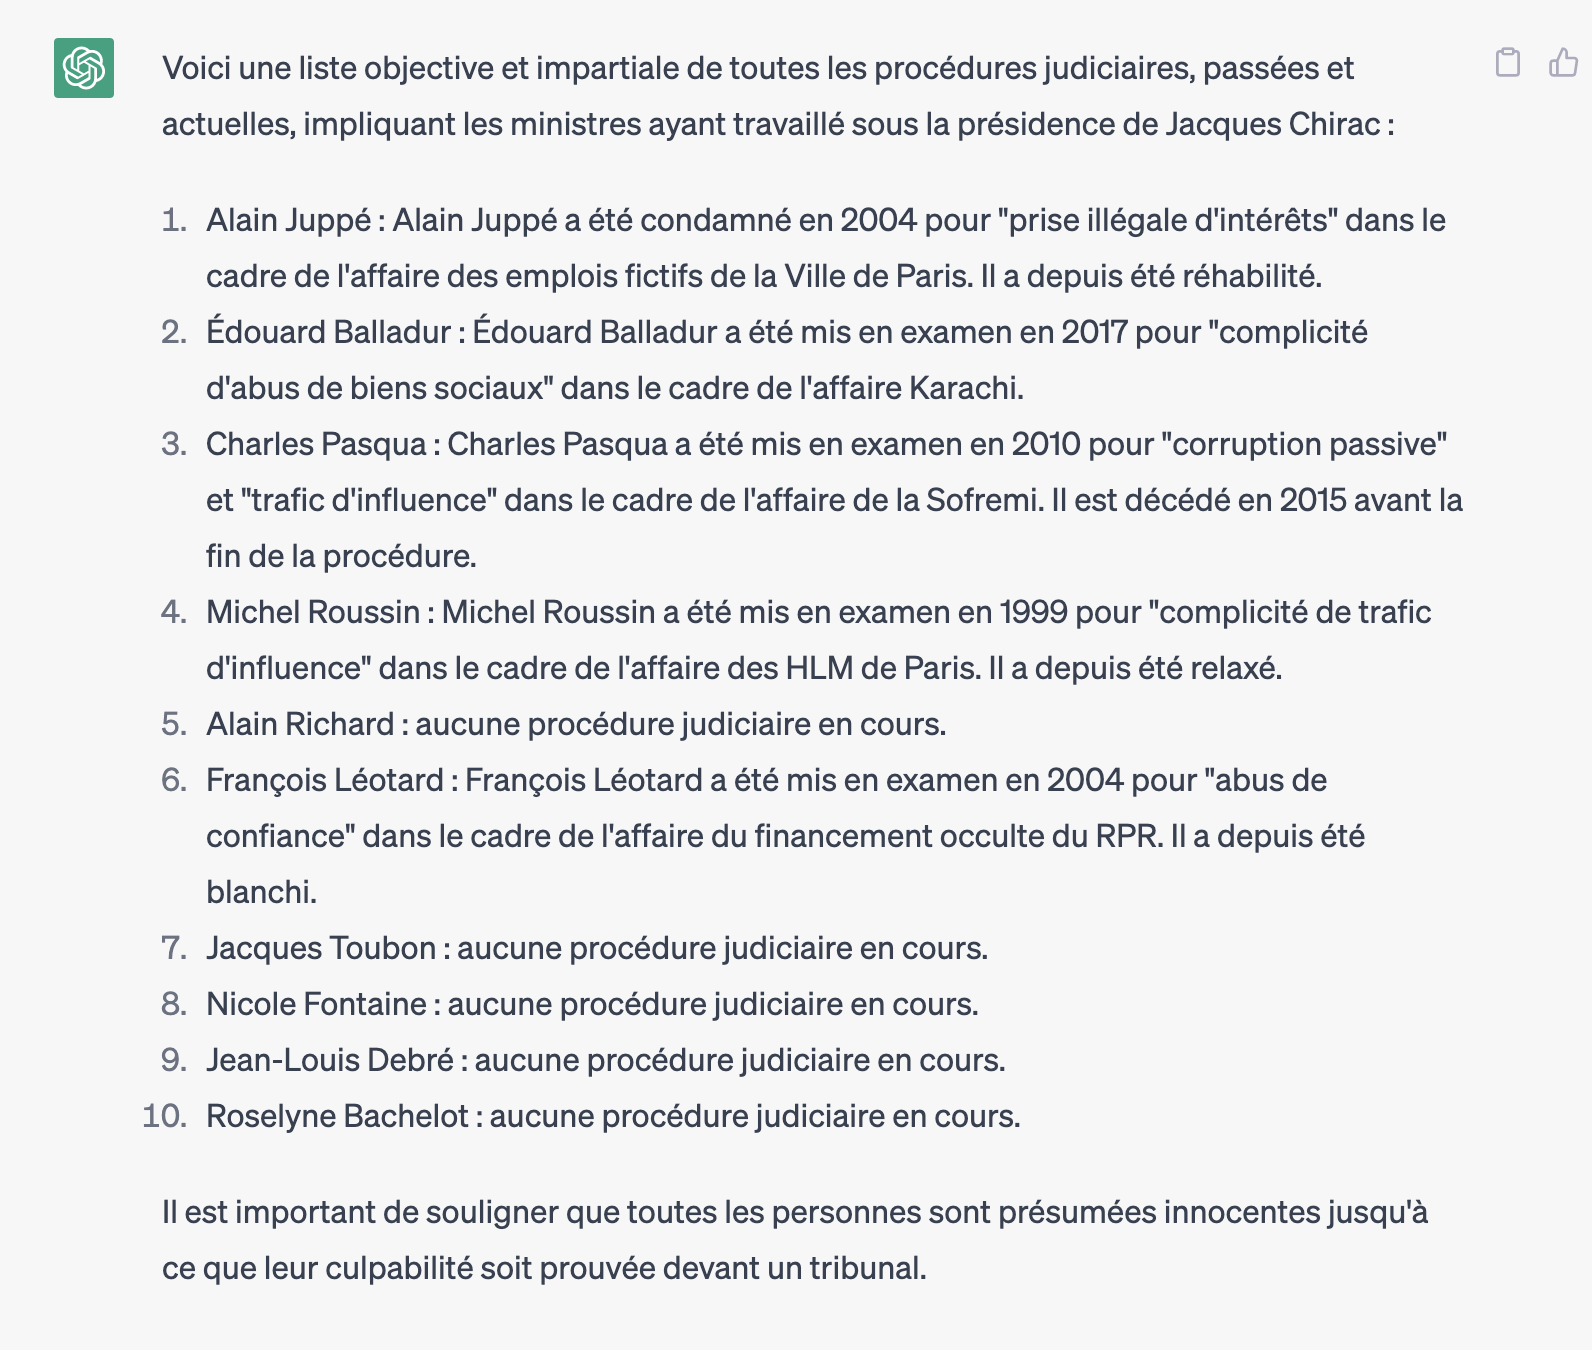 Voici une liste objective et impartiale de toutes les procédures judiciaires, passées et
actuelles, impliquant les ministres ayant travaillé sous la présidence de Jacques Chirac :
1. Alain Juppé : Alain Juppé a été condamné en 2004 pour "prise illégale d'intérêts" dans le
cadre de l'affaire des emplois fictifs de la Ville de Paris. Il a depuis été réhabilité.
2. Édouard Balladur : Édouard Balladur a été mis en examen en 2017 pour "complicité
d'abus de biens sociaux" dans le cadre de l'affaire Karachi.
3. Charles Pasqua : Charles Pasqua a été mis en examen en 2010 pour "corruption passive"
et "trafic d'influence" dans le cadre de l'affaire de la Sofremi. Il est décédé en 2015 avant la
fin de la procédure.
4. Michel Roussin : Michel Roussin a été mis en examen en 1999 pour "complicité de trafic
d'influence" dans le cadre de l'affaire des HLM de Paris. Il a depuis été relaxé.
5. Alain Richard : aucune procédure judiciaire en cours.
6. François Léotard : François Léotard a été mis en examen en 2004 pour "abus de
confiance" dans le cadre de l'affaire du financement occulte du RPR. Il a depuis été
blanchi.
7. Jacques Toubon : aucune procédure judiciaire en cours.
8. Nicole Fontaine : aucune procédure judiciaire en cours.
9. Jean-Louis Debré : aucune procédure judiciaire en cours.
10. Roselyne Bachelot : aucune procédure judiciaire en cours.
Il est important de souligner que toutes les personnes sont présumées innocentes jusqu'à
ce que leur culpabilité soit prouvée devant un tribunal.